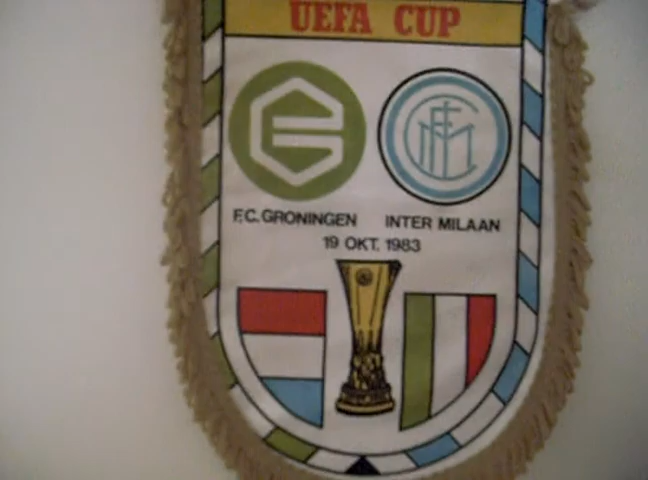 UEFA CUP
F.C. GRONINGEN INTER MILAAN
19 OKT. 1983